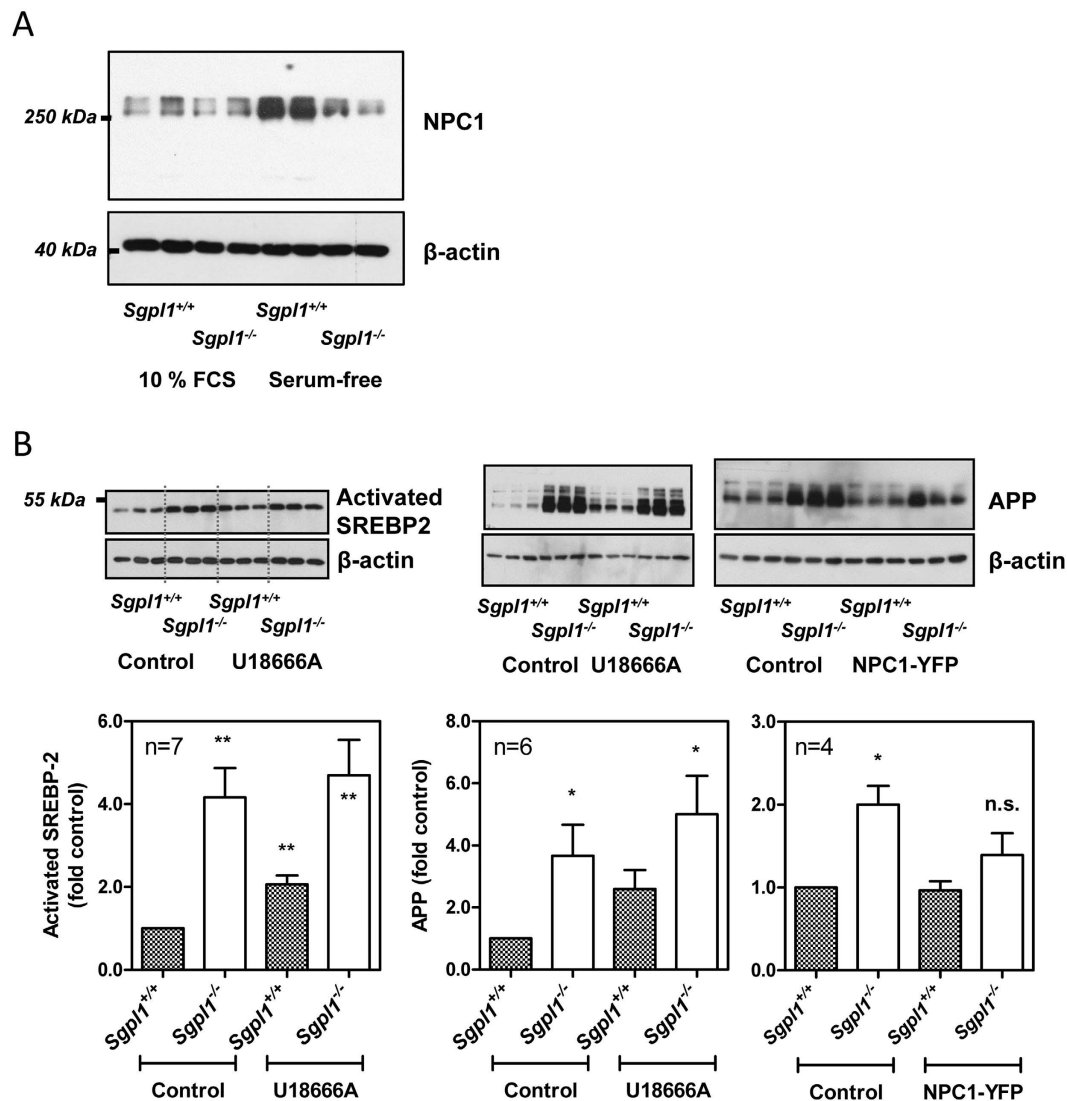 A
250 kDa
NPC1
40 kDa
β-actin
Sgpl1+/+ Sgpl1+/+
Sgpl1-/- Sgpl1-/-
10 % FCS Serum-free
B
55 kDa
Activated
SREBP2
β-actin
Sgpl1+/+ Sgpl1+/+
Sgpl1-/- Sgpl1-/-
Control U18666A
Sgpl1+/+ Sgpl1+/+
Sgpl1-/- Sgpl1-/-
Control U18666A
APP
β-actin
Sgpl1+/+ Sgpl1+/+
Sgpl1-/- Sgpl1-/-
Control NPC1-YFP
Activated SREBP-2
(fold control)
6.0
4.0
2.0
0.0
n=7
**
**
**
Sgpl1+/+ Sgpl1-/- Sgpl1+/+ Sgpl1-/-
Control U18666A
APP (fold control)
8.0
6.0
4.0
2.0
0.0
n=6
*
*
Sgpl1+/+ Sgpl1-/- Sgpl1+/+ Sgpl1-/-
Control U18666A
3.0
2.0
1.0
0.0
n=4
*
n.s.
Sgpl1+/+ Sgpl1-/- Sgpl1+/+ Sgpl1-/-
Control NPC1-YFP